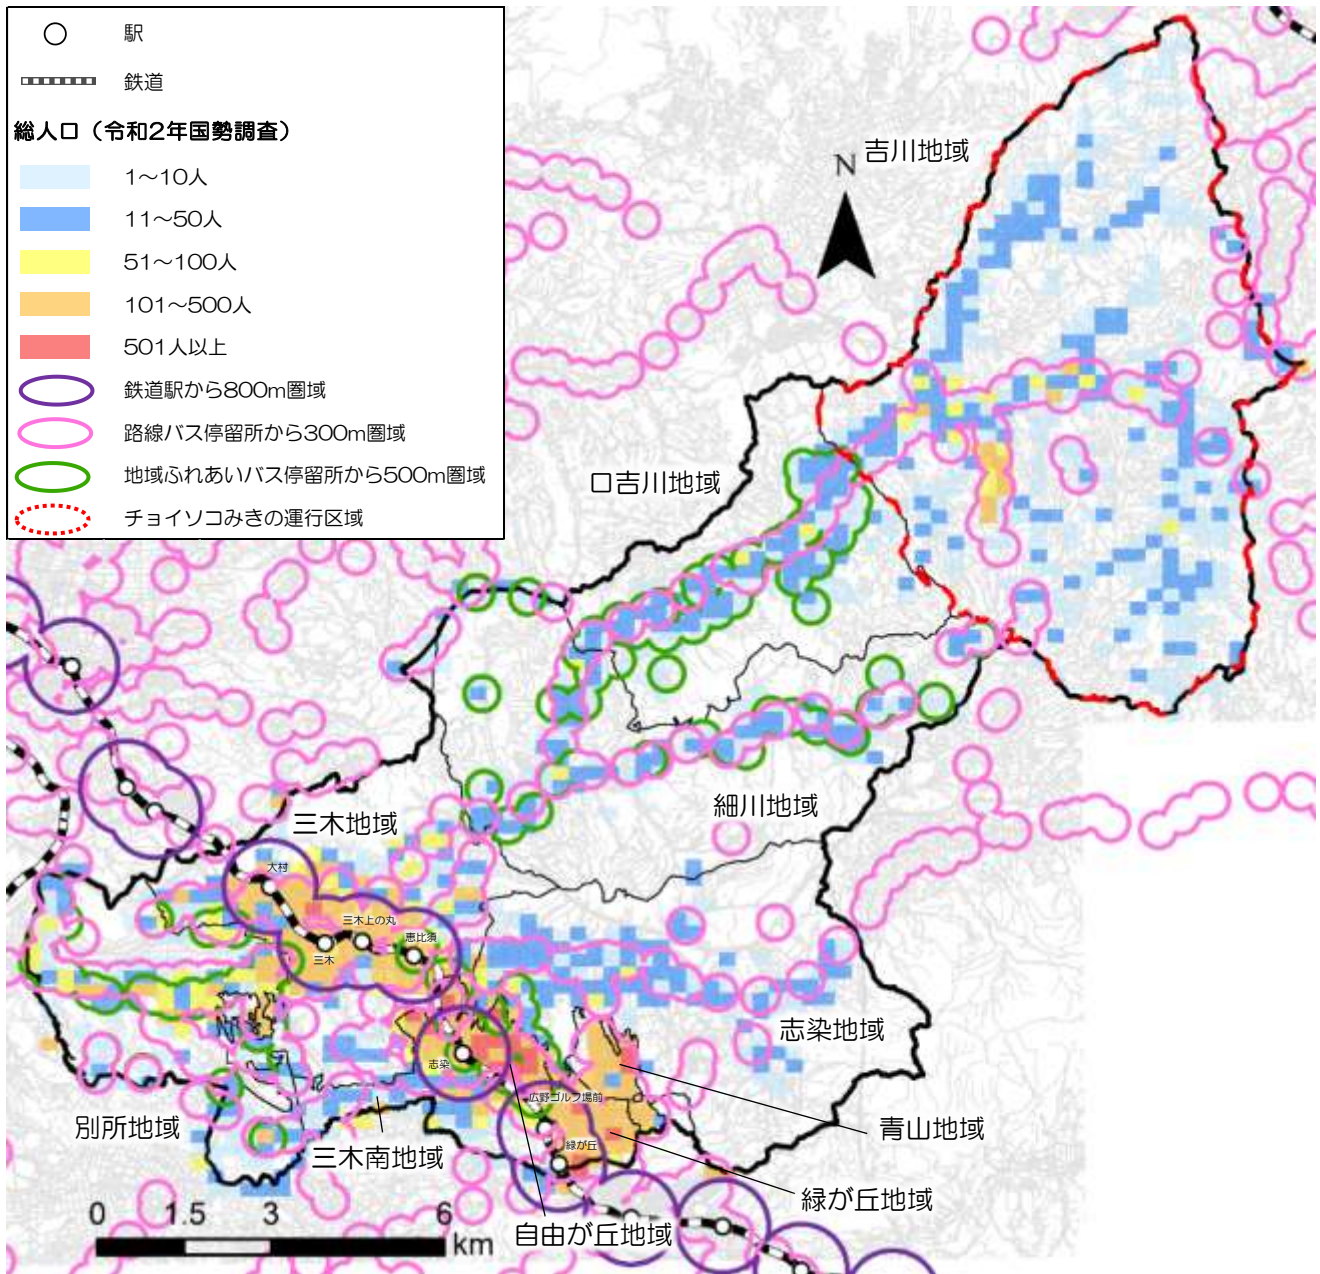 駅
鉄道
総人口（令和2年国勢調査）
1〜10人
11〜50人
51〜100人
101〜500人
501人以上
鉄道駅から800m圏域
路線バス停留所から300m圏域
地域ふれあいバス停留所から500m圏域
チョイソコみきの運行区域
吉川地域
N
口吉川地域
細川地域
三木地域
大村
三木上の丸
恵比須
三木
志染
志染地域
広野ゴルフ場前
緑が丘
別所地域
三木南地域
青山地域
緑が丘地域
自由が丘地域
0 1.5 3 6
km